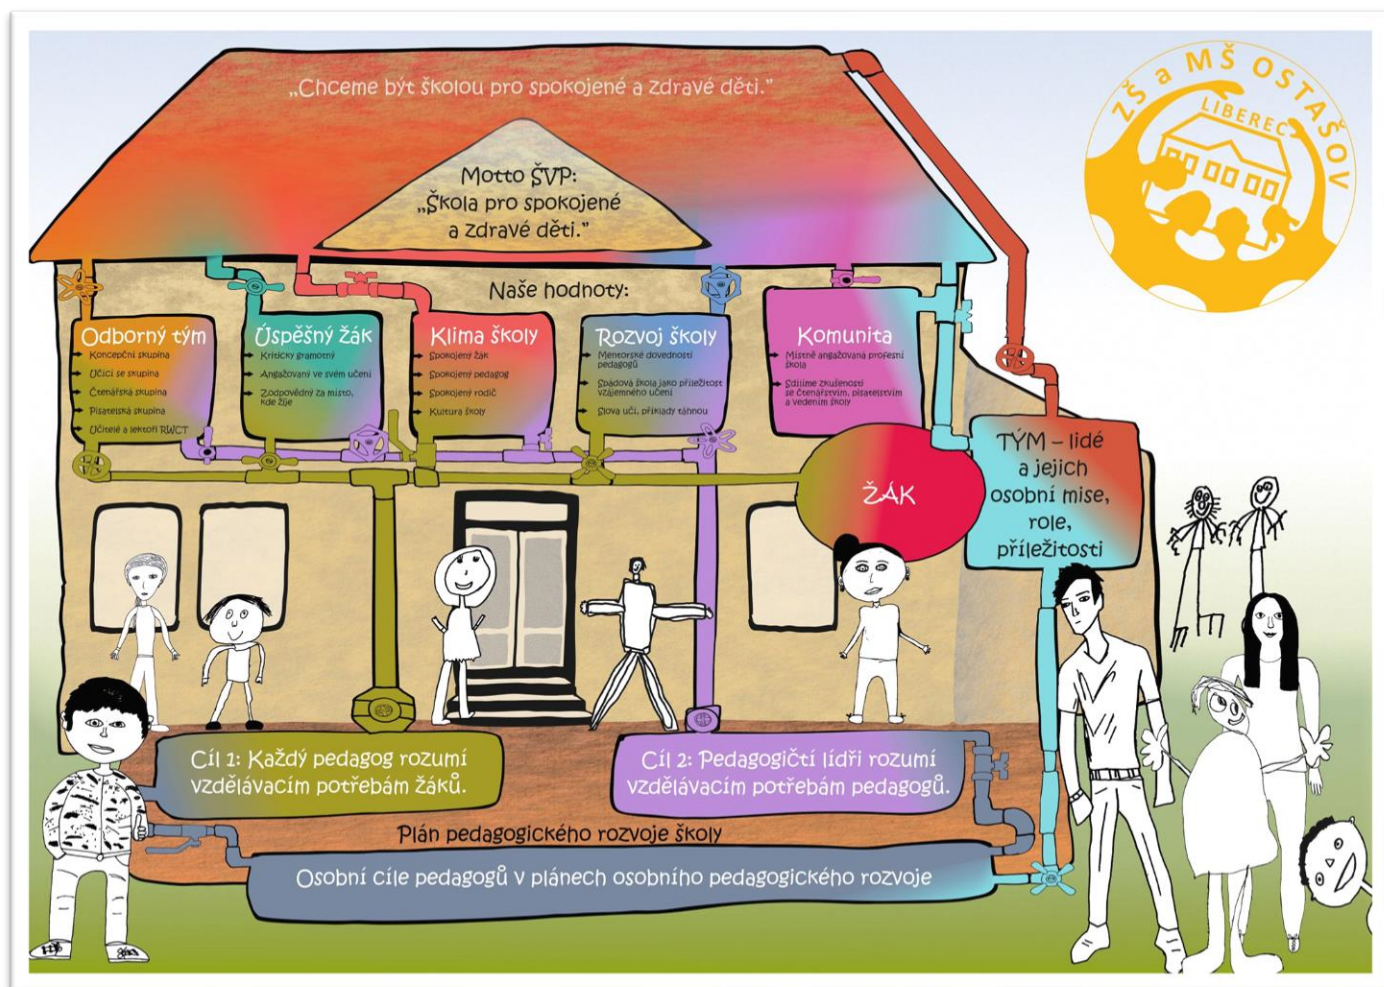 „Chceme být školou pro spokojené a zdravé děti.”
ZŠ a MŠ OSTAŠOV
LIBEREC
Motto ŠVP:
„Škola pro spokojené
a zdravé děti.”
Naše hodnoty:
Odborný tým
Koncepční skupina
Učící se skupina
Čtenářská skupina
Pisatelská skupina
Učitelé a lektoři RWCT
Úspěšný žák
Kriticky gramotný
Angažovaný ve svém učení
Zodpovědný za místo,
kde žije
Klima školy
Spokojený žák
Spokojený pedagog
Spokojený rodič
Kultura školy
Rozvoj školy
Mentorské dovednosti
pedagogů
Spádová škola jako příležitost
vzájemného učení
Slova učí, příklady táhnou
Komunita
Místně angažovaná profesní
škola
Sdílíme zkušenosti
se čtenářstvím, pisatelstvím
a vedením školy
ŽÁK
TÝM – lidé
a jejich
osobní mise,
role,
příležitosti
Cíl 1: Každý pedagog rozumí
vzdělávacím potřebám žáků.
Cíl 2: Pedagogičtí lídři rozumí
vzdělávacím potřebám pedagogů.
Plán pedagogického rozvoje školy
Osobní cíle pedagogů v plánech osobního pedagogického rozvoje